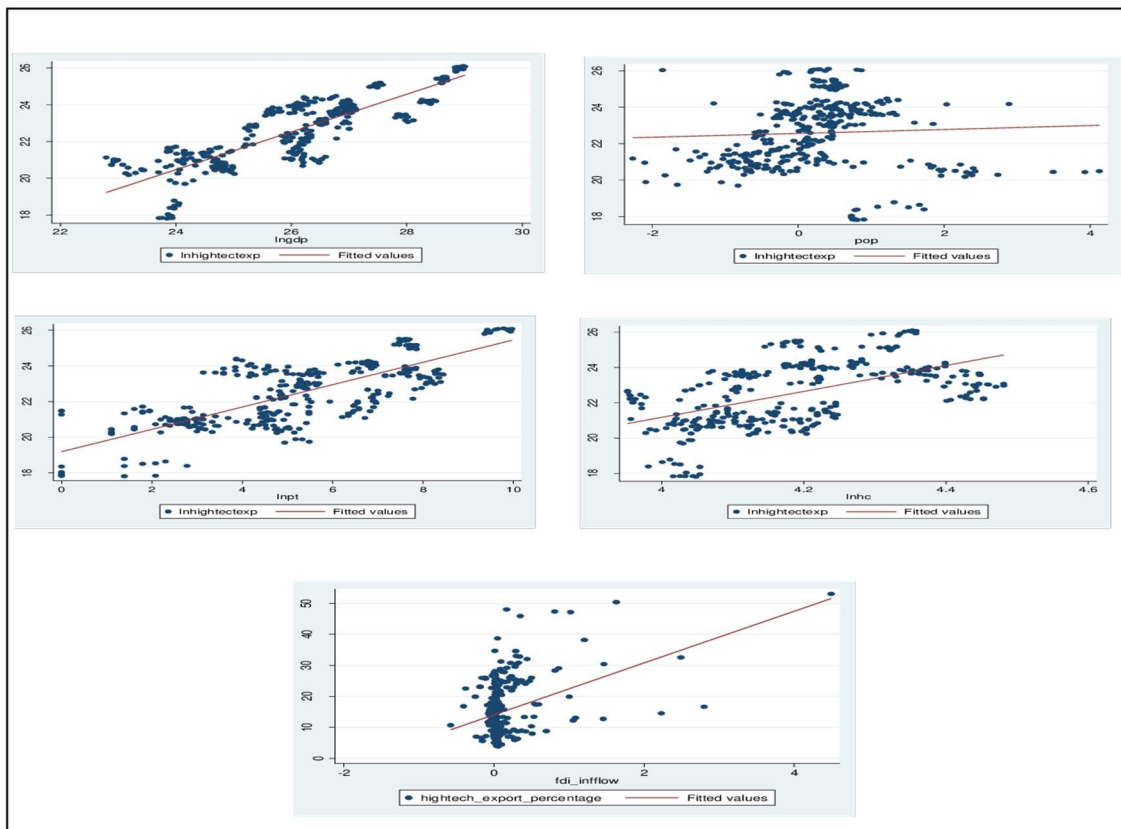 18 20 22 24 26
22 24 26 28 30
lngdp
lnhightectexp Fitted values
18 20 22 24 26
-2 0 2 4
pop
lnhightectexp Fitted values
18 20 22 24 26
0 2 4 6 8 10
lnpt
lnhightectexp Fitted values
18 20 22 24 26
4 4.2 4.4 4.6
lnhc
lnhightectexp Fitted values
0 10 20 30 40 50
-2 0 2 4
fdi_infflow
hightech_export_percentage Fitted values